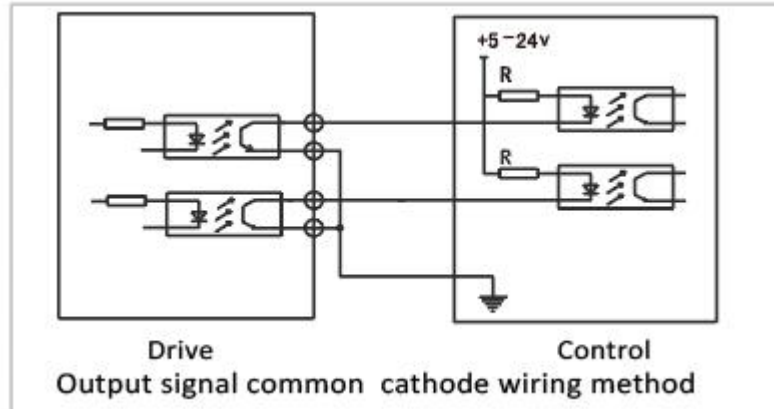 +5-24v
R
R
Drive Control
Output signal common cathode wiring method